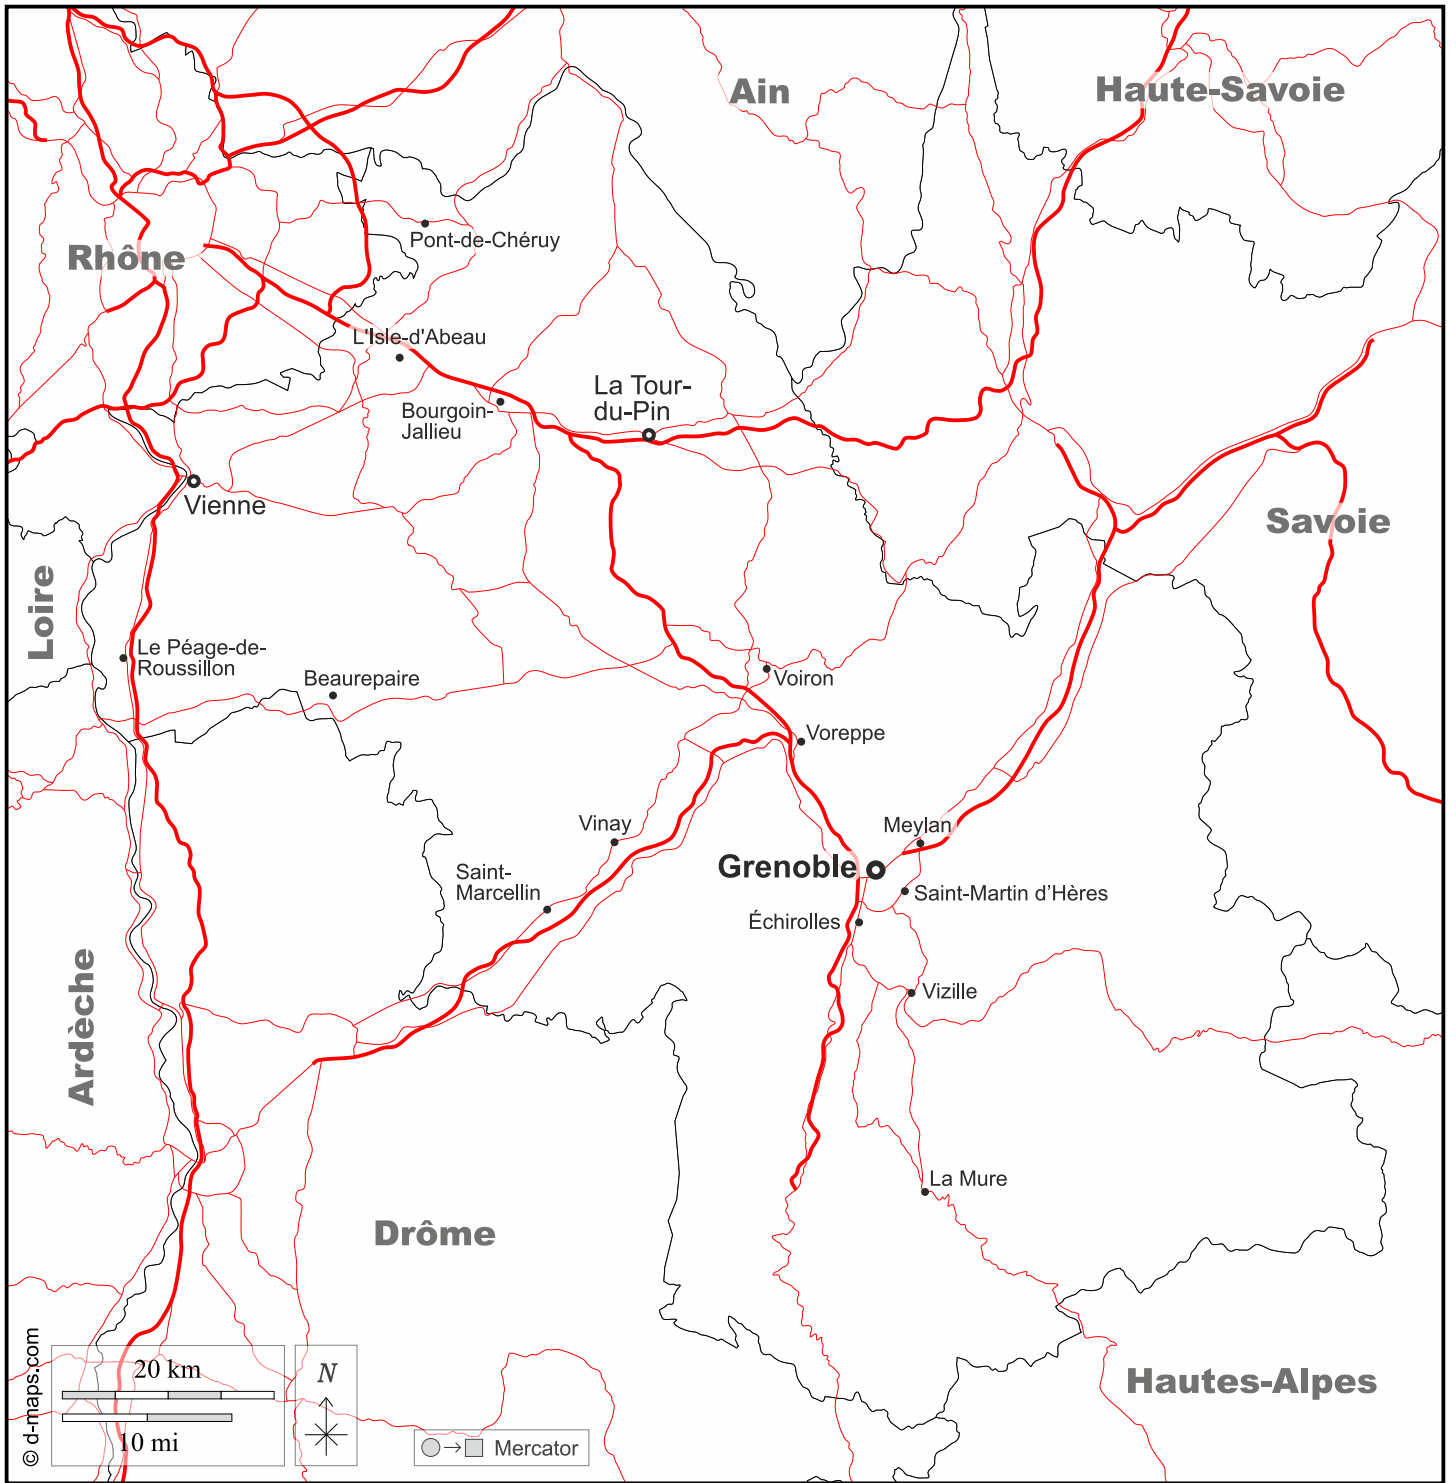 Ain
Haute-Savoie
Pont-de-Chéruy
Rhône
L'Isle-d'Abeau
La Tour-
du-Pin
Bourgoin-
Jallieu
Vienne
Savoie
Loire
Le Péage-de-
Roussillon
Beaurepaire
Voiron
Voreppe
Vinay
Meylan
Grenoble
Saint-
Marcellin
Saint-Martin d'Hères
Échirolles
Vizille
Ardèche
La Mure
Drôme
Hautes-Alpes
© d-maps.com
20 km
10 mi
N
Mercator